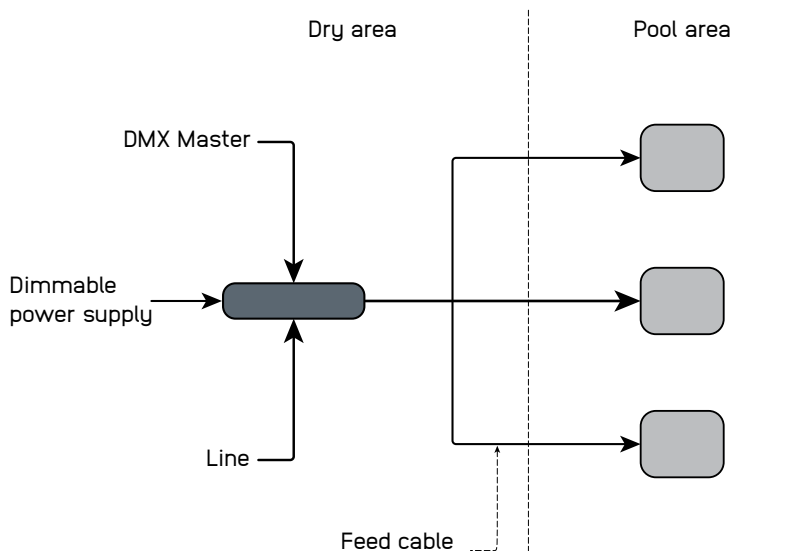 Dry area
Pool area
DMX Master
Dimmable
power supply
Line
Feed cable